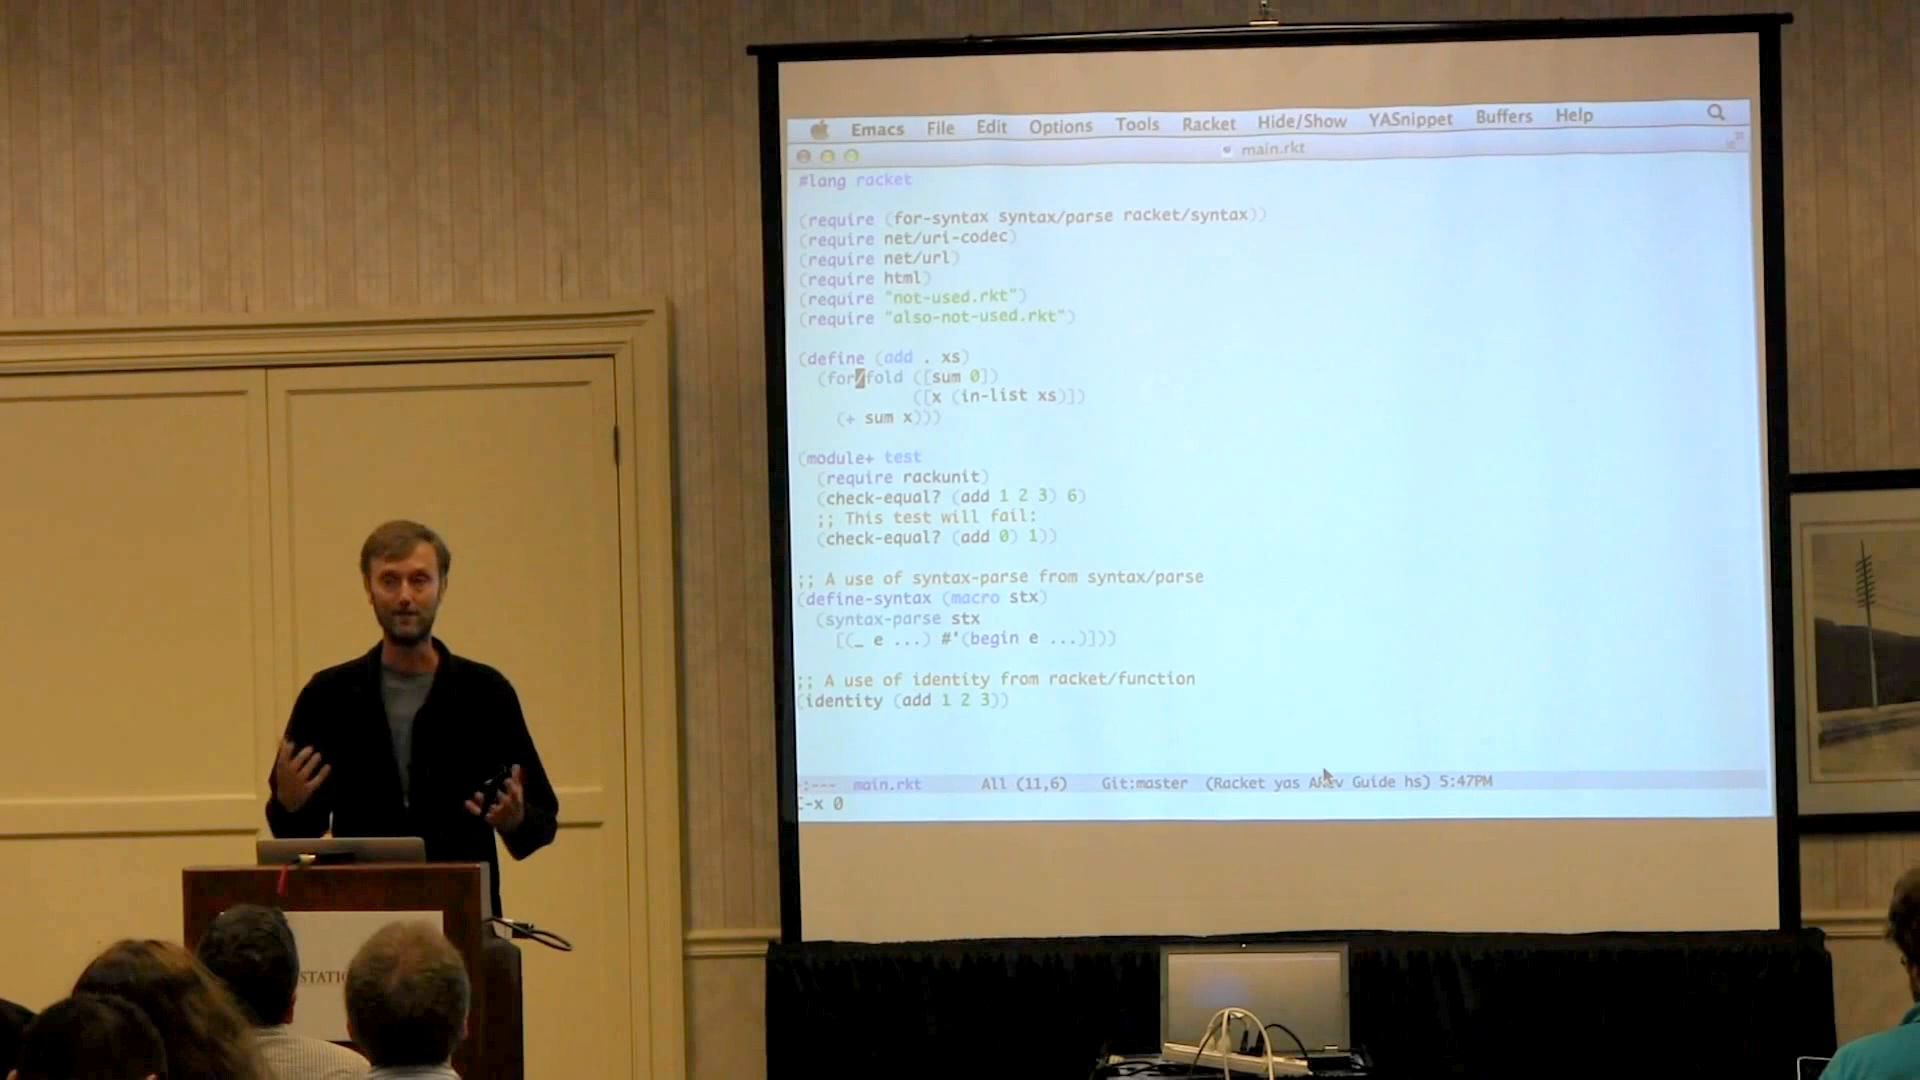 Emacs File Edit Options Tools Racket Hide/Show YASnippet Buffers Help
main.rkt
#lang racket
(require (for-syntax syntax/parse racket/syntax))
(require net/uri-codec)
(require net/url)
(require html)
(require "not-used.rkt")
(require "also-not-used.rkt")
(define (add . xs)
(for/fold ([sum 0])
([x (in-list xs)])
(+ sum x)))
(module+ test
(require rackunit)
(check-equal? (add 1 2 3) 6)
;; This test will fail:
(check-equal? (add 0) 1))
;; A use of syntax-parse from syntax/parse
(define-syntax (macro stx)
(syntax-parse stx
[(_ e ...) #'(begin e ...)]))
;; A use of identity from racket/function
(identity (add 1 2 3))
-:--- main.rkt All (11,6) Git:master (Racket yas ARev Guide hs) 5:47PM
C-x 0
STATIO